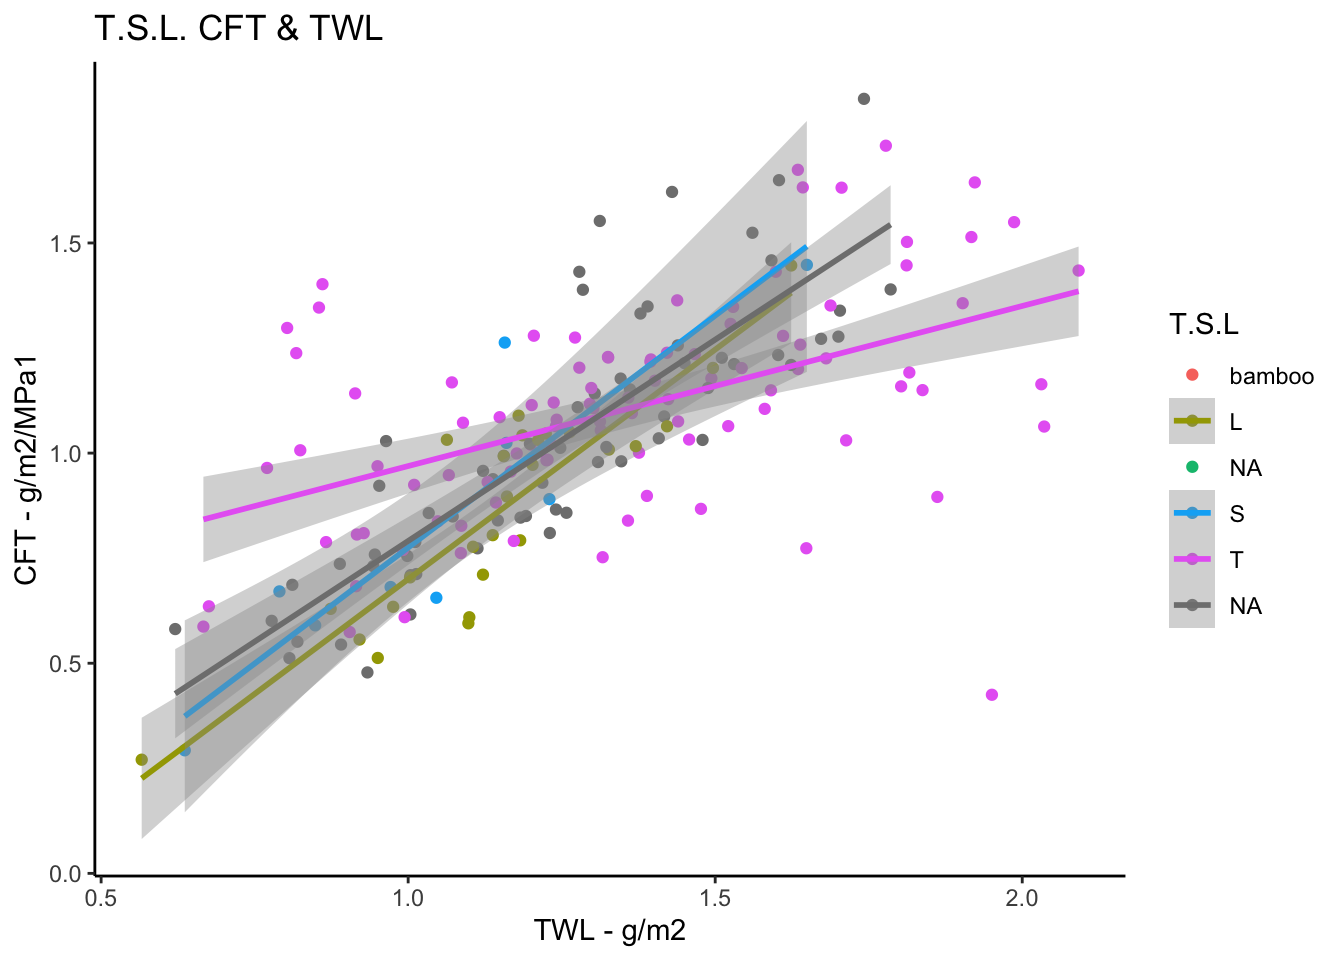 T.S.L. CFT & TWL
CFT - g/m2/MPa1
1.5
1.0
0.5
0.0
0.5 1.0 1.5 2.0
TWL - g/m2
T.S.L
bamboo
L
NA
S
T
NA